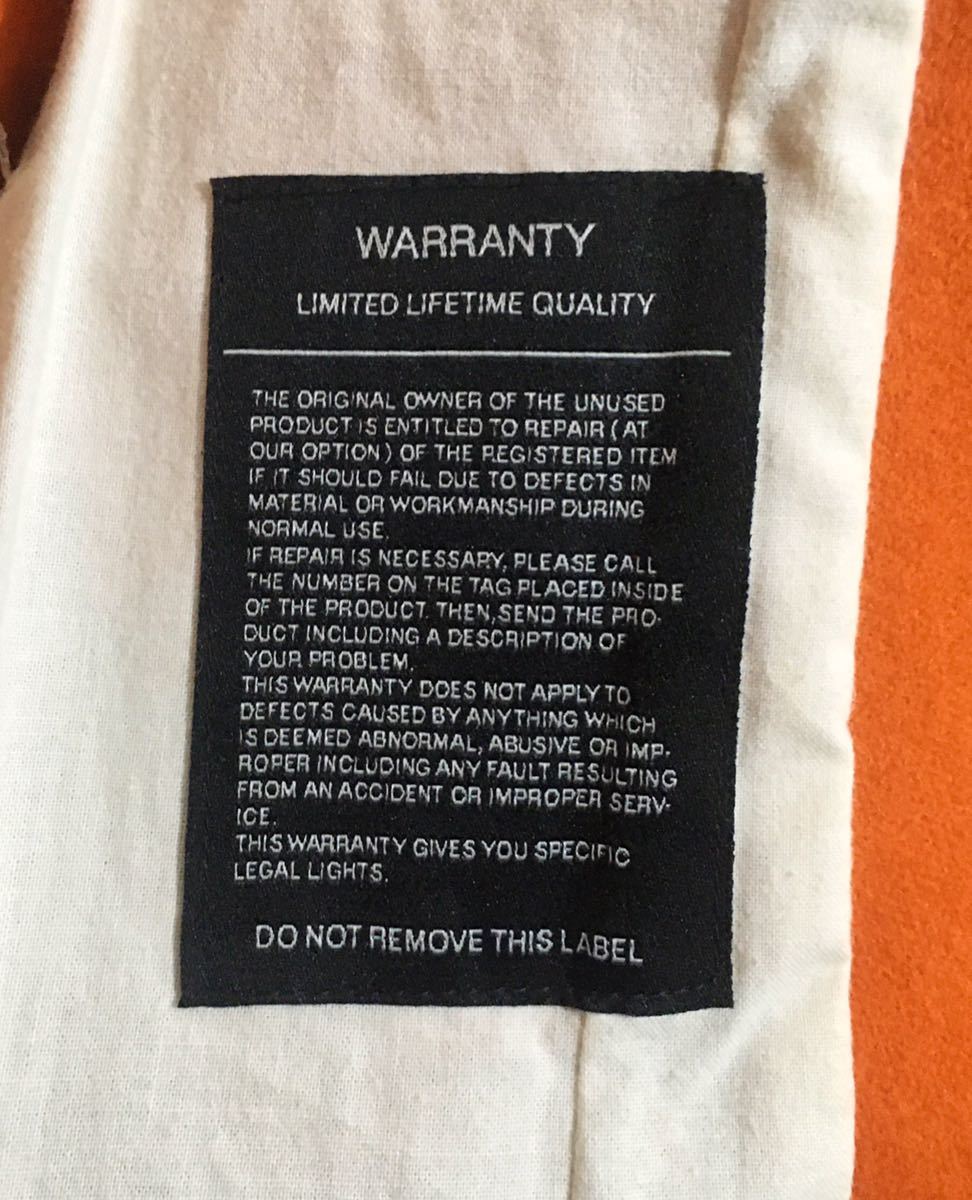 WARRANTY
LIMITED LIFETIME QUALITY
THE ORIGINAL OWNER OF THE UNUSED
PRODUCT IS ENTITLED TO REPAIR (AT
OUR OPTION) OF THE REGISTERED ITEM
IF IT SHOULD FAIL DUE TO DEFECTS IN
MATERIAL OR WORKMANSHIP DURING
NORMAL USE.
IF REPAIR IS NECESSARY, PLEASE CALL
THE NUMBER ON THE TAG PLACED INSIDE
OF THE PRODUCT. THEN, SEND THE PRO-
DUCT INCLUDING A DESCRIPTION OF
YOUR PROBLEM.
THIS WARRANTY DOES NOT APPLY TO
DEFECTS CAUSED BY ANYTHING WHICH
IS DEEMED ABNORMAL, ABUSIVE OR IMP-
ROPER INCLUDING ANY FAULT RESULTING
FROM AN ACCIDENT OR IMPROPER SERV-
ICE.
THIS WARRANTY GIVES YOU SPECIFIC
LEGAL LIGHTS.
DO NOT REMOVE THIS LABEL